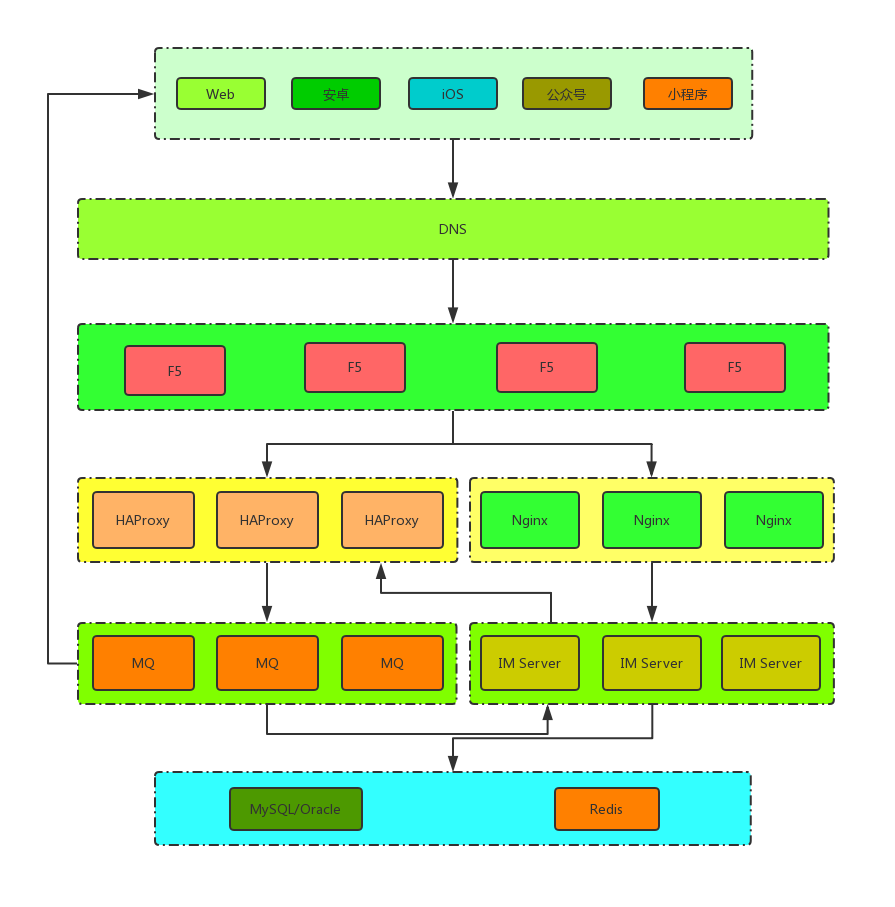 Web
安卓
iOS
公众号
小程序
DNS
F5
F5
F5
F5
HAProxy
HAProxy
HAProxy
Nginx
Nginx
Nginx
MQ
MQ
MQ
IM Server
IM Server
IM Server
MySQL/Oracle
Redis